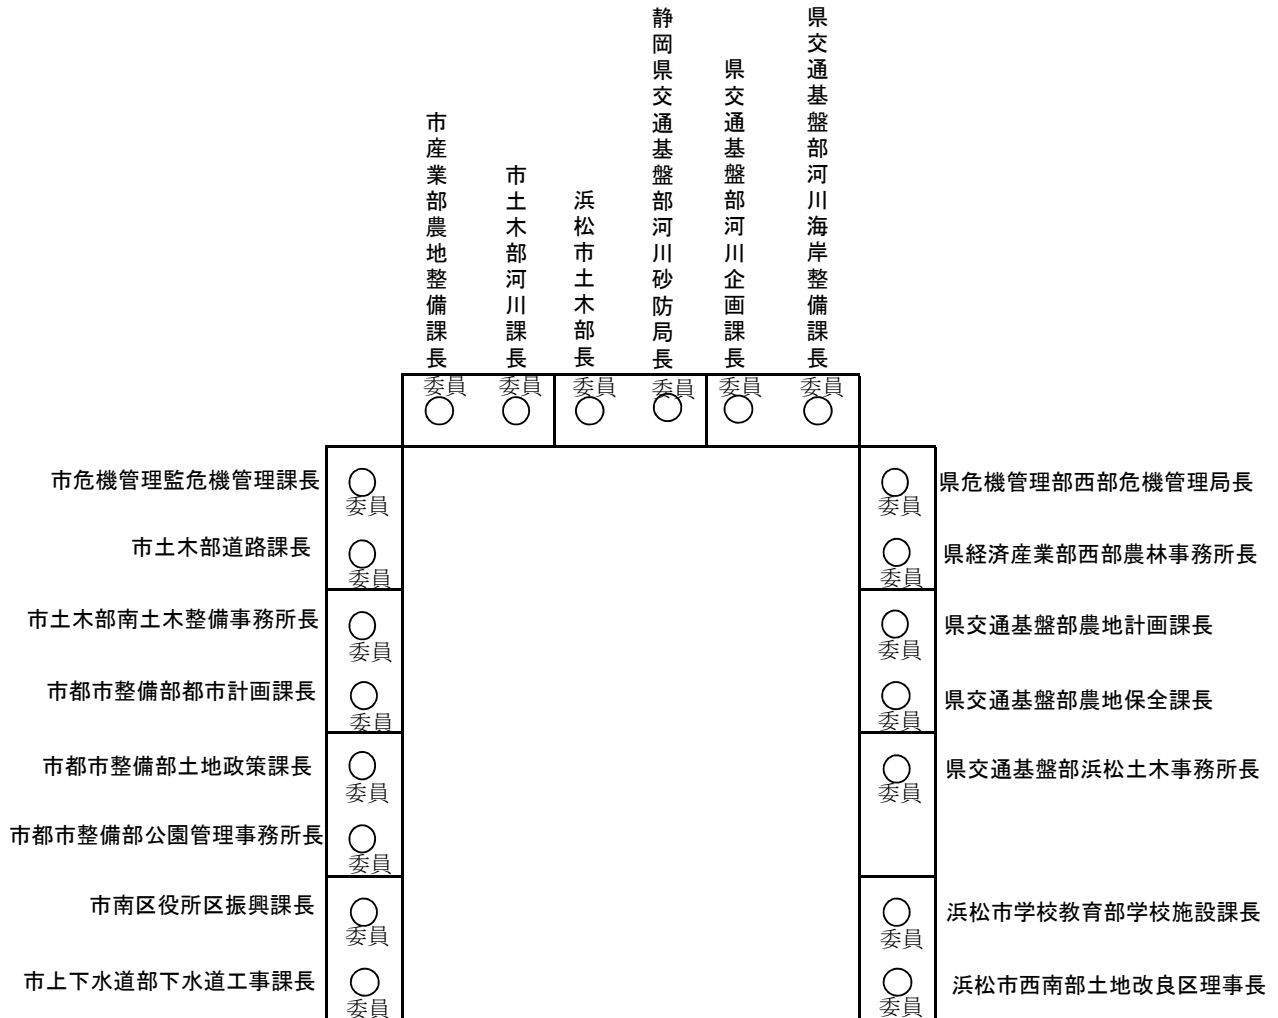 県交通基盤部河川海岸整備課長
県交通基盤部河川企画課長
静岡県交通基盤部河川砂防局長
浜松市土木部長
市土木部河川課長
市産業部農地整備課長
委員 委員 委員 委員 委員 委員
市危機管理監危機管理課長
委員
市土木部道路課長
委員
市土木部南土木整備事務所長
委員
市都市整備部都市計画課長
委員
市都市整備部土地政策課長
委員
市都市整備部公園管理事務所長
委員
市南区役所区振興課長
委員
市上下水道部下水道工事課長
委員
県危機管理部西部危機管理局長
委員
県経済産業部西部農林事務所長
委員
県交通基盤部農地計画課長
委員
県交通基盤部農地保全課長
委員
県交通基盤部浜松土木事務所長
委員
浜松市学校教育部学校施設課長
委員
浜松市西南部土地改良区理事長
委員